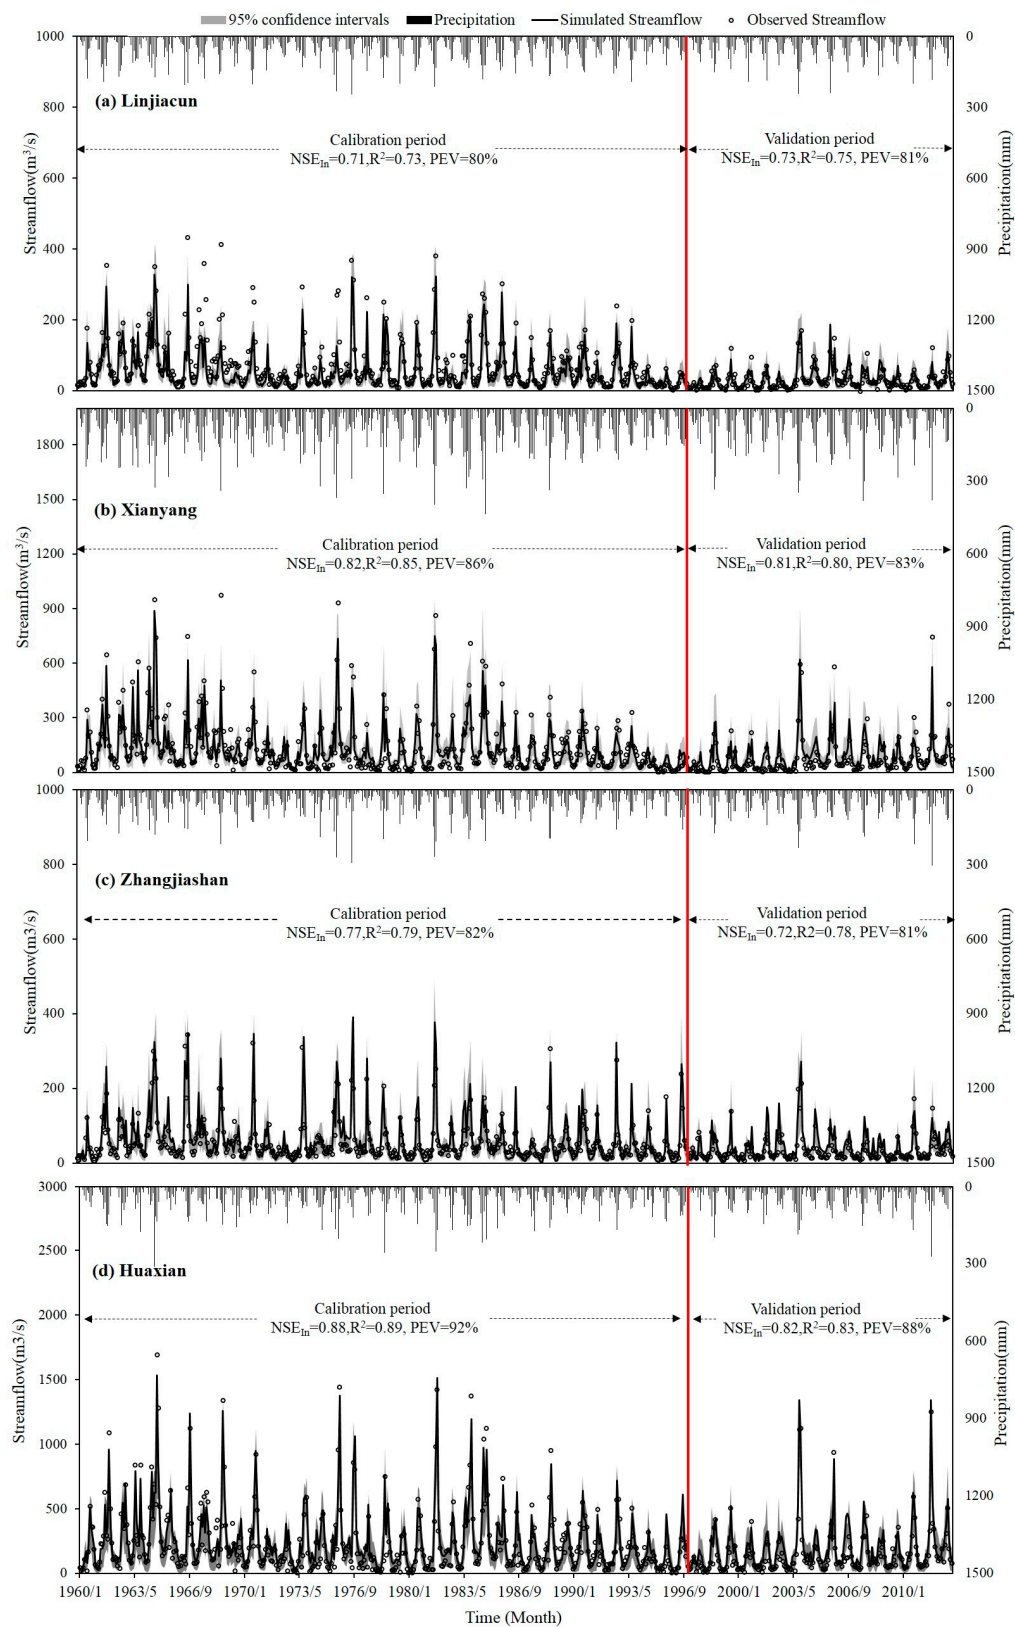 95% confidence intervals Precipitation Simulated Streamflow Observed Streamflow
1000 0
(a) Linjiacun
800 300
Calibration period Validation period
NSEIn=0.71,R2=0.73, PEV=80% NSEIn=0.73,R2=0.75, PEV=81%
600 600
Streamflow(m3/s) Precipitation(mm)
400 900
200 1200
0 1500
0
1800
300
1500
(b) Xianyang
Calibration period Validation period
1200 600
NSEIn=0.82,R2=0.85, PEV=86% NSEIn=0.81,R2=0.80, PEV=83%
Streamflow(m3/s) Precipitation(mm)
900 900
600 1200
300
0 1500
1000 0
800 300
(c) Zhangjiashan
Calibration period Validation period
NSEIn=0.77,R2=0.79, PEV=82% NSEIn=0.72,R2=0.78, PEV=81%
600 600
Streamflow(m3/s) Precipitation(mm)
400 900
200 1200
0 1500
3000 0
2500 300
(d) Huaxian
Calibration period Validation period
2000 600
NSEIn=0.88,R2=0.89, PEV=92% NSEIn=0.82,R2=0.83, PEV=88%
Streamflow(m3/s) Precipitation(mm)
1500 900
1000 1200
500
0 1500
1960/1 1963/5 1966/9 1970/1 1973/5 1976/9 1980/1 1983/5 1986/9 1990/1 1993/5 1996/9 2000/1 2003/5 2006/9 2010/1
Time (Month)